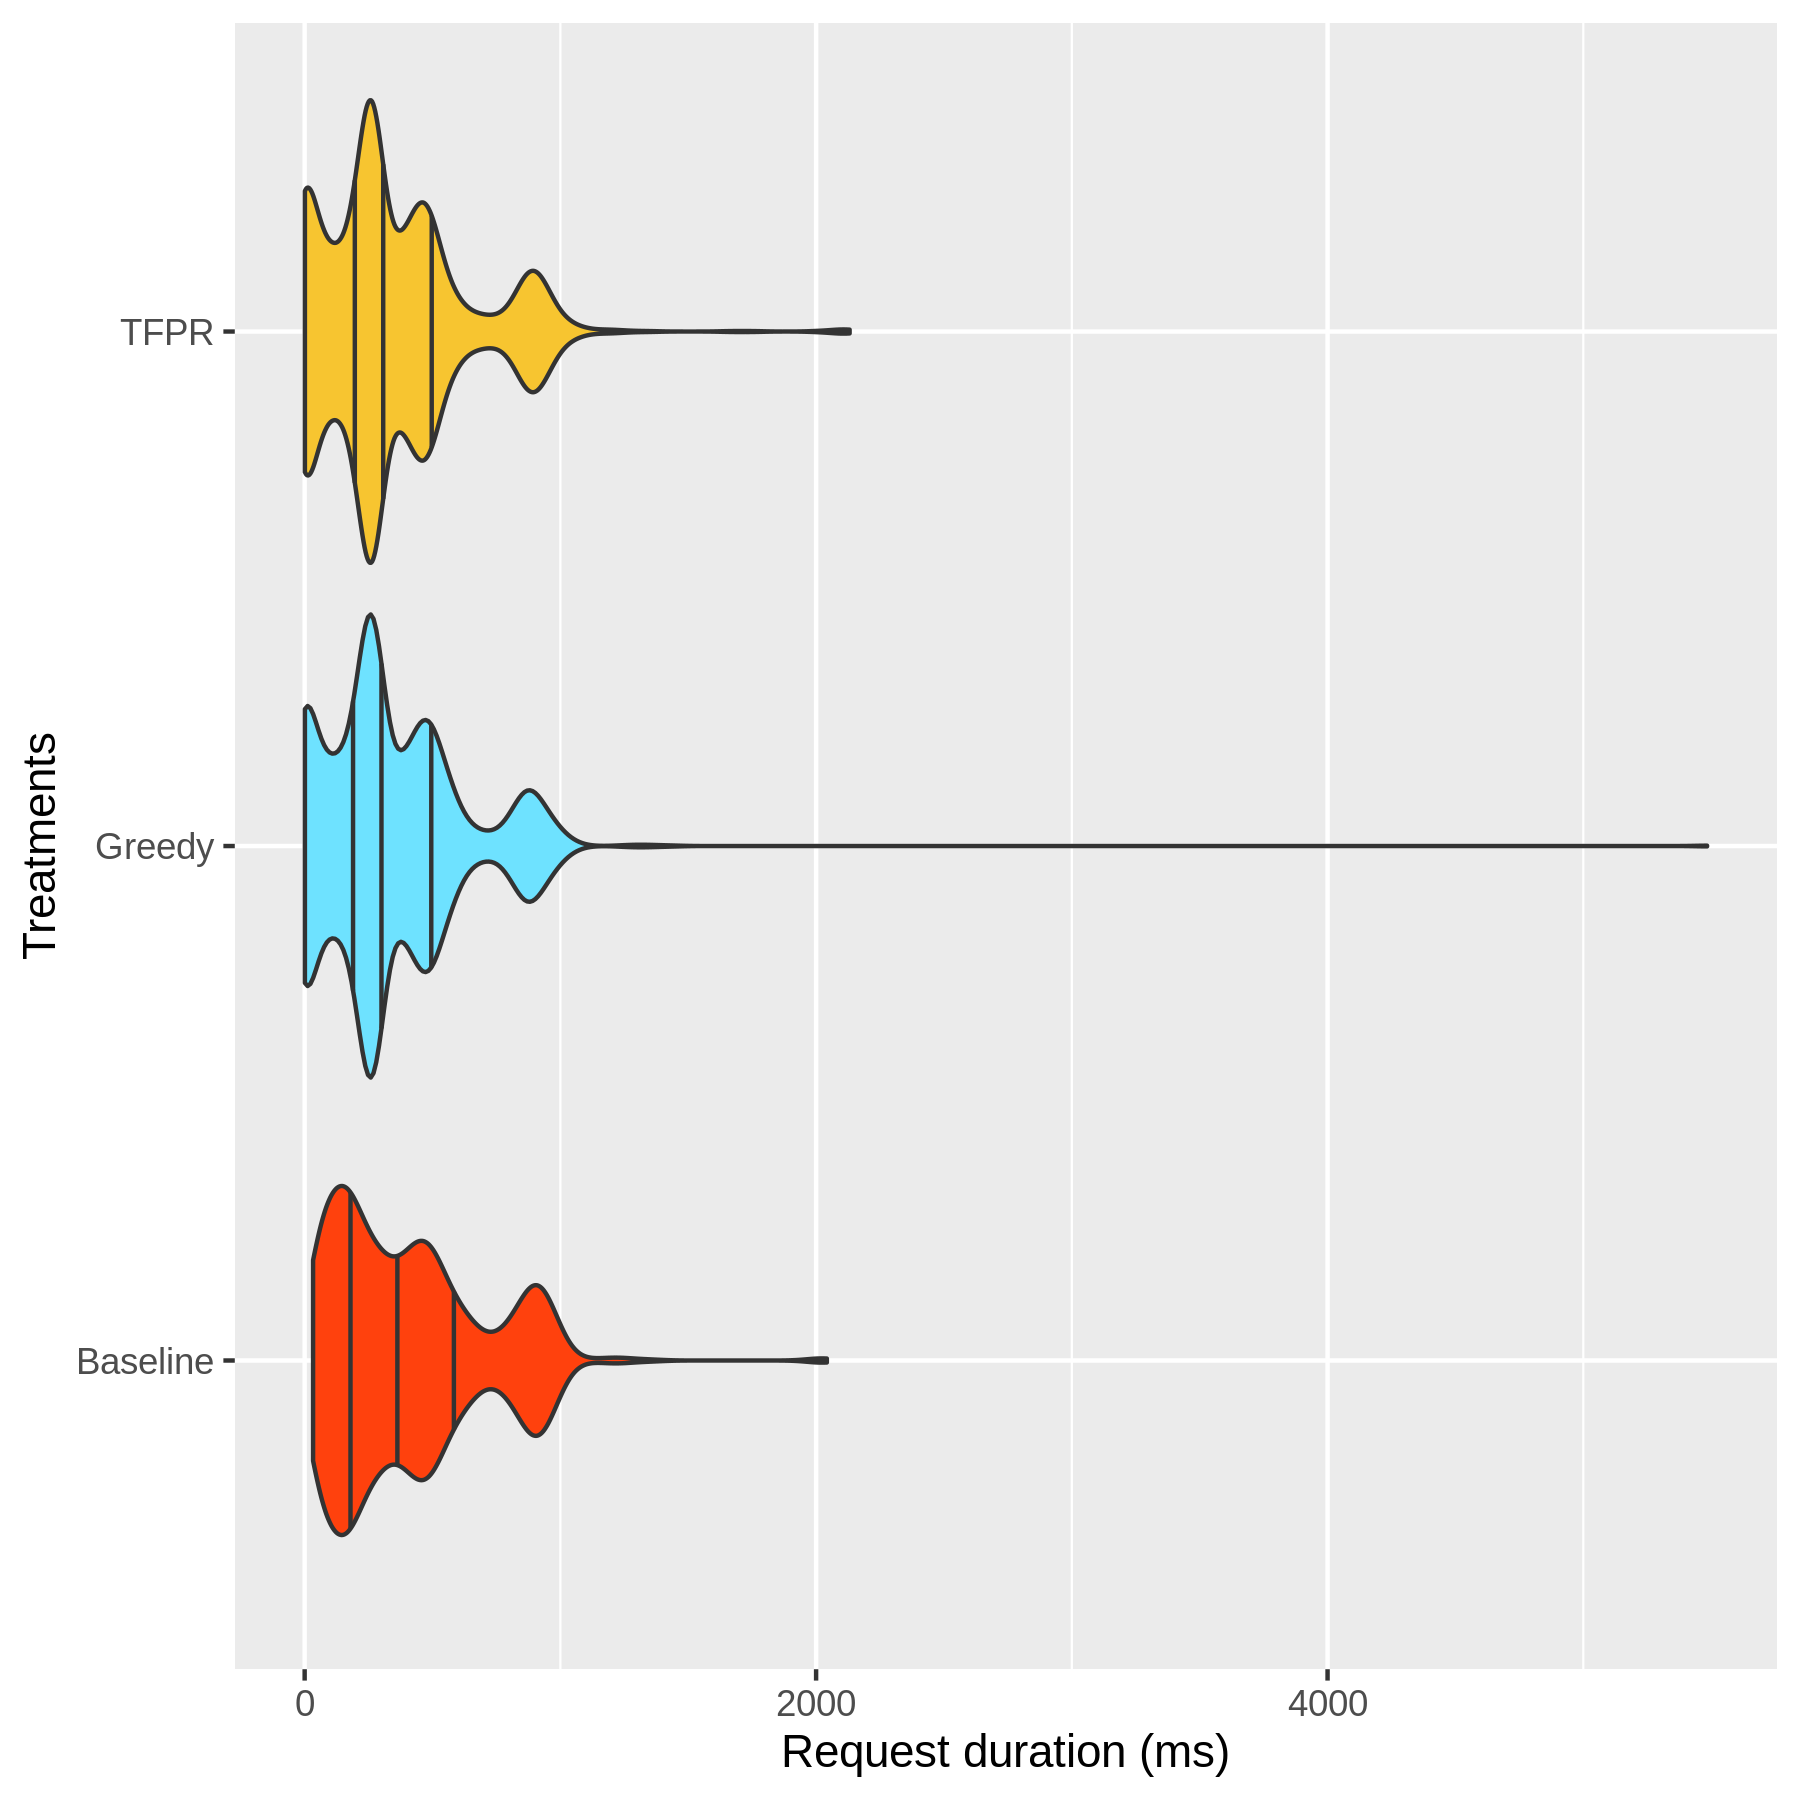 Treatments
TFPR
Greedy
Baseline
0 2000 4000
Request duration (ms)